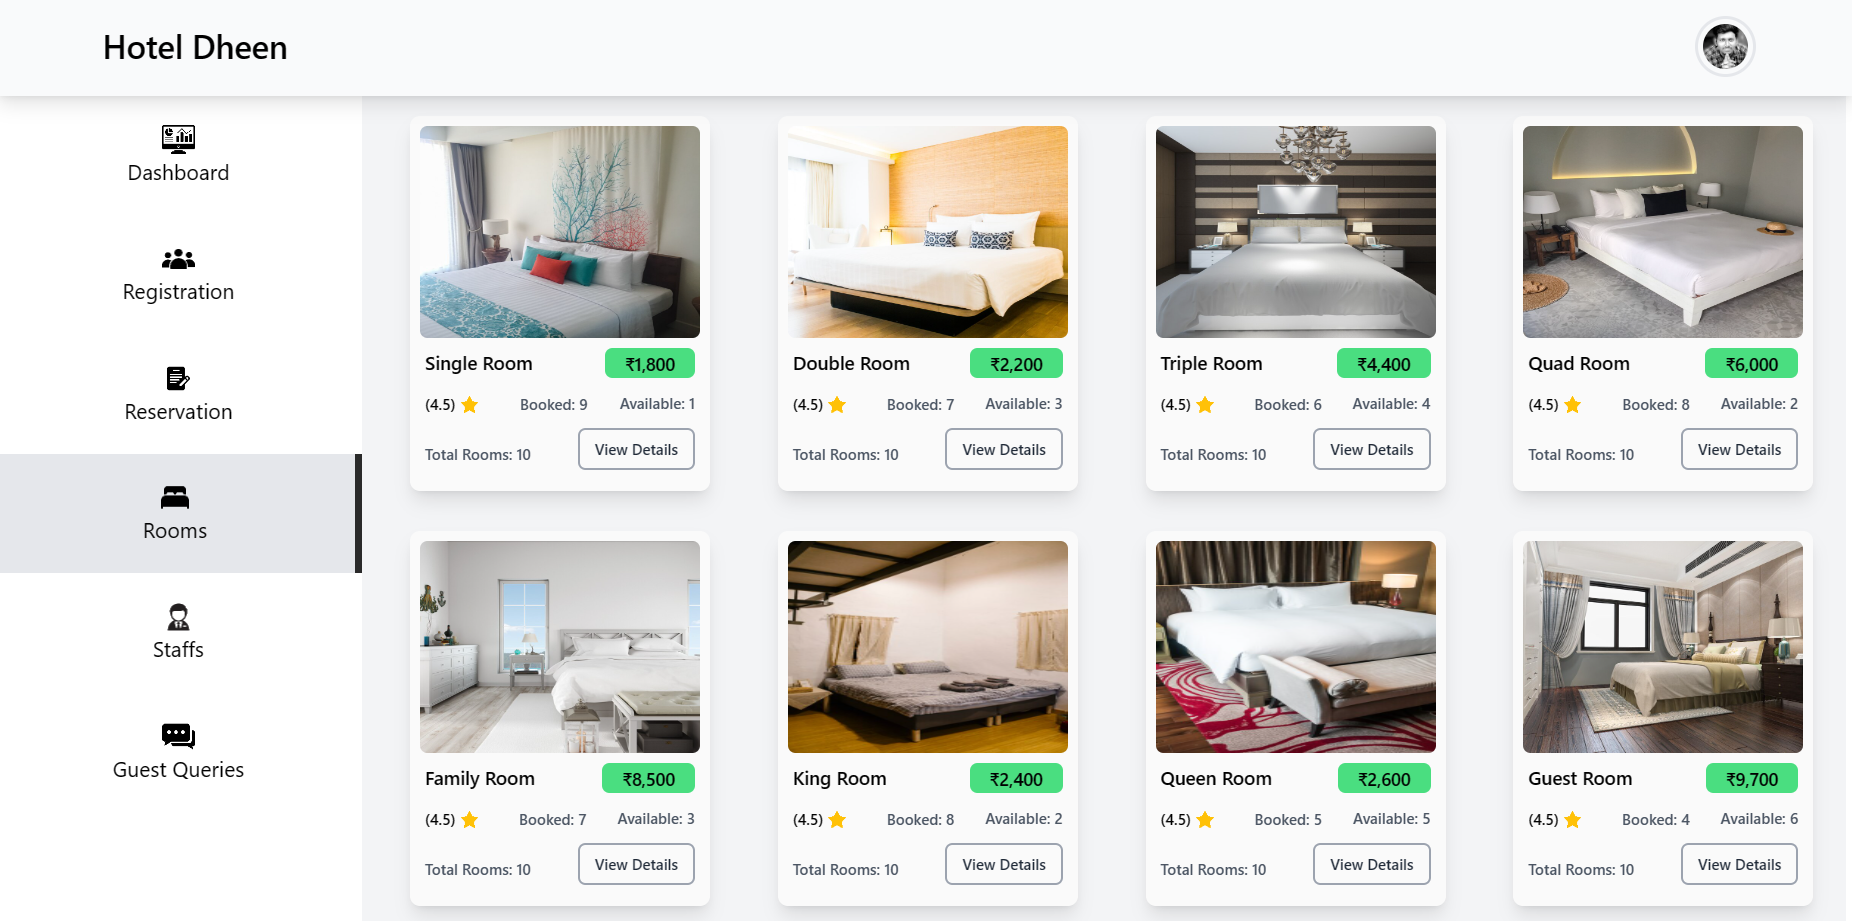 Hotel Dheen
Dashboard
Registration
Reservation
Rooms
Staffs
Guest Queries
Single Room ₹1,800
(4.5) Booked: 9 Available: 1
Total Rooms: 10 View Details
Double Room ₹2,200
(4.5) Booked: 7 Available: 3
Total Rooms: 10 View Details
Triple Room ₹4,400
(4.5) Booked: 6 Available: 4
Total Rooms: 10 View Details
Quad Room ₹6,000
(4.5) Booked: 8 Available: 2
Total Rooms: 10 View Details
Family Room ₹8,500
(4.5) Booked: 7 Available: 3
Total Rooms: 10 View Details
King Room ₹2,400
(4.5) Booked: 8 Available: 2
Total Rooms: 10 View Details
Queen Room ₹2,600
(4.5) Booked: 5 Available: 5
Total Rooms: 10 View Details
Guest Room ₹9,700
(4.5) Booked: 4 Available: 6
Total Rooms: 10 View Details